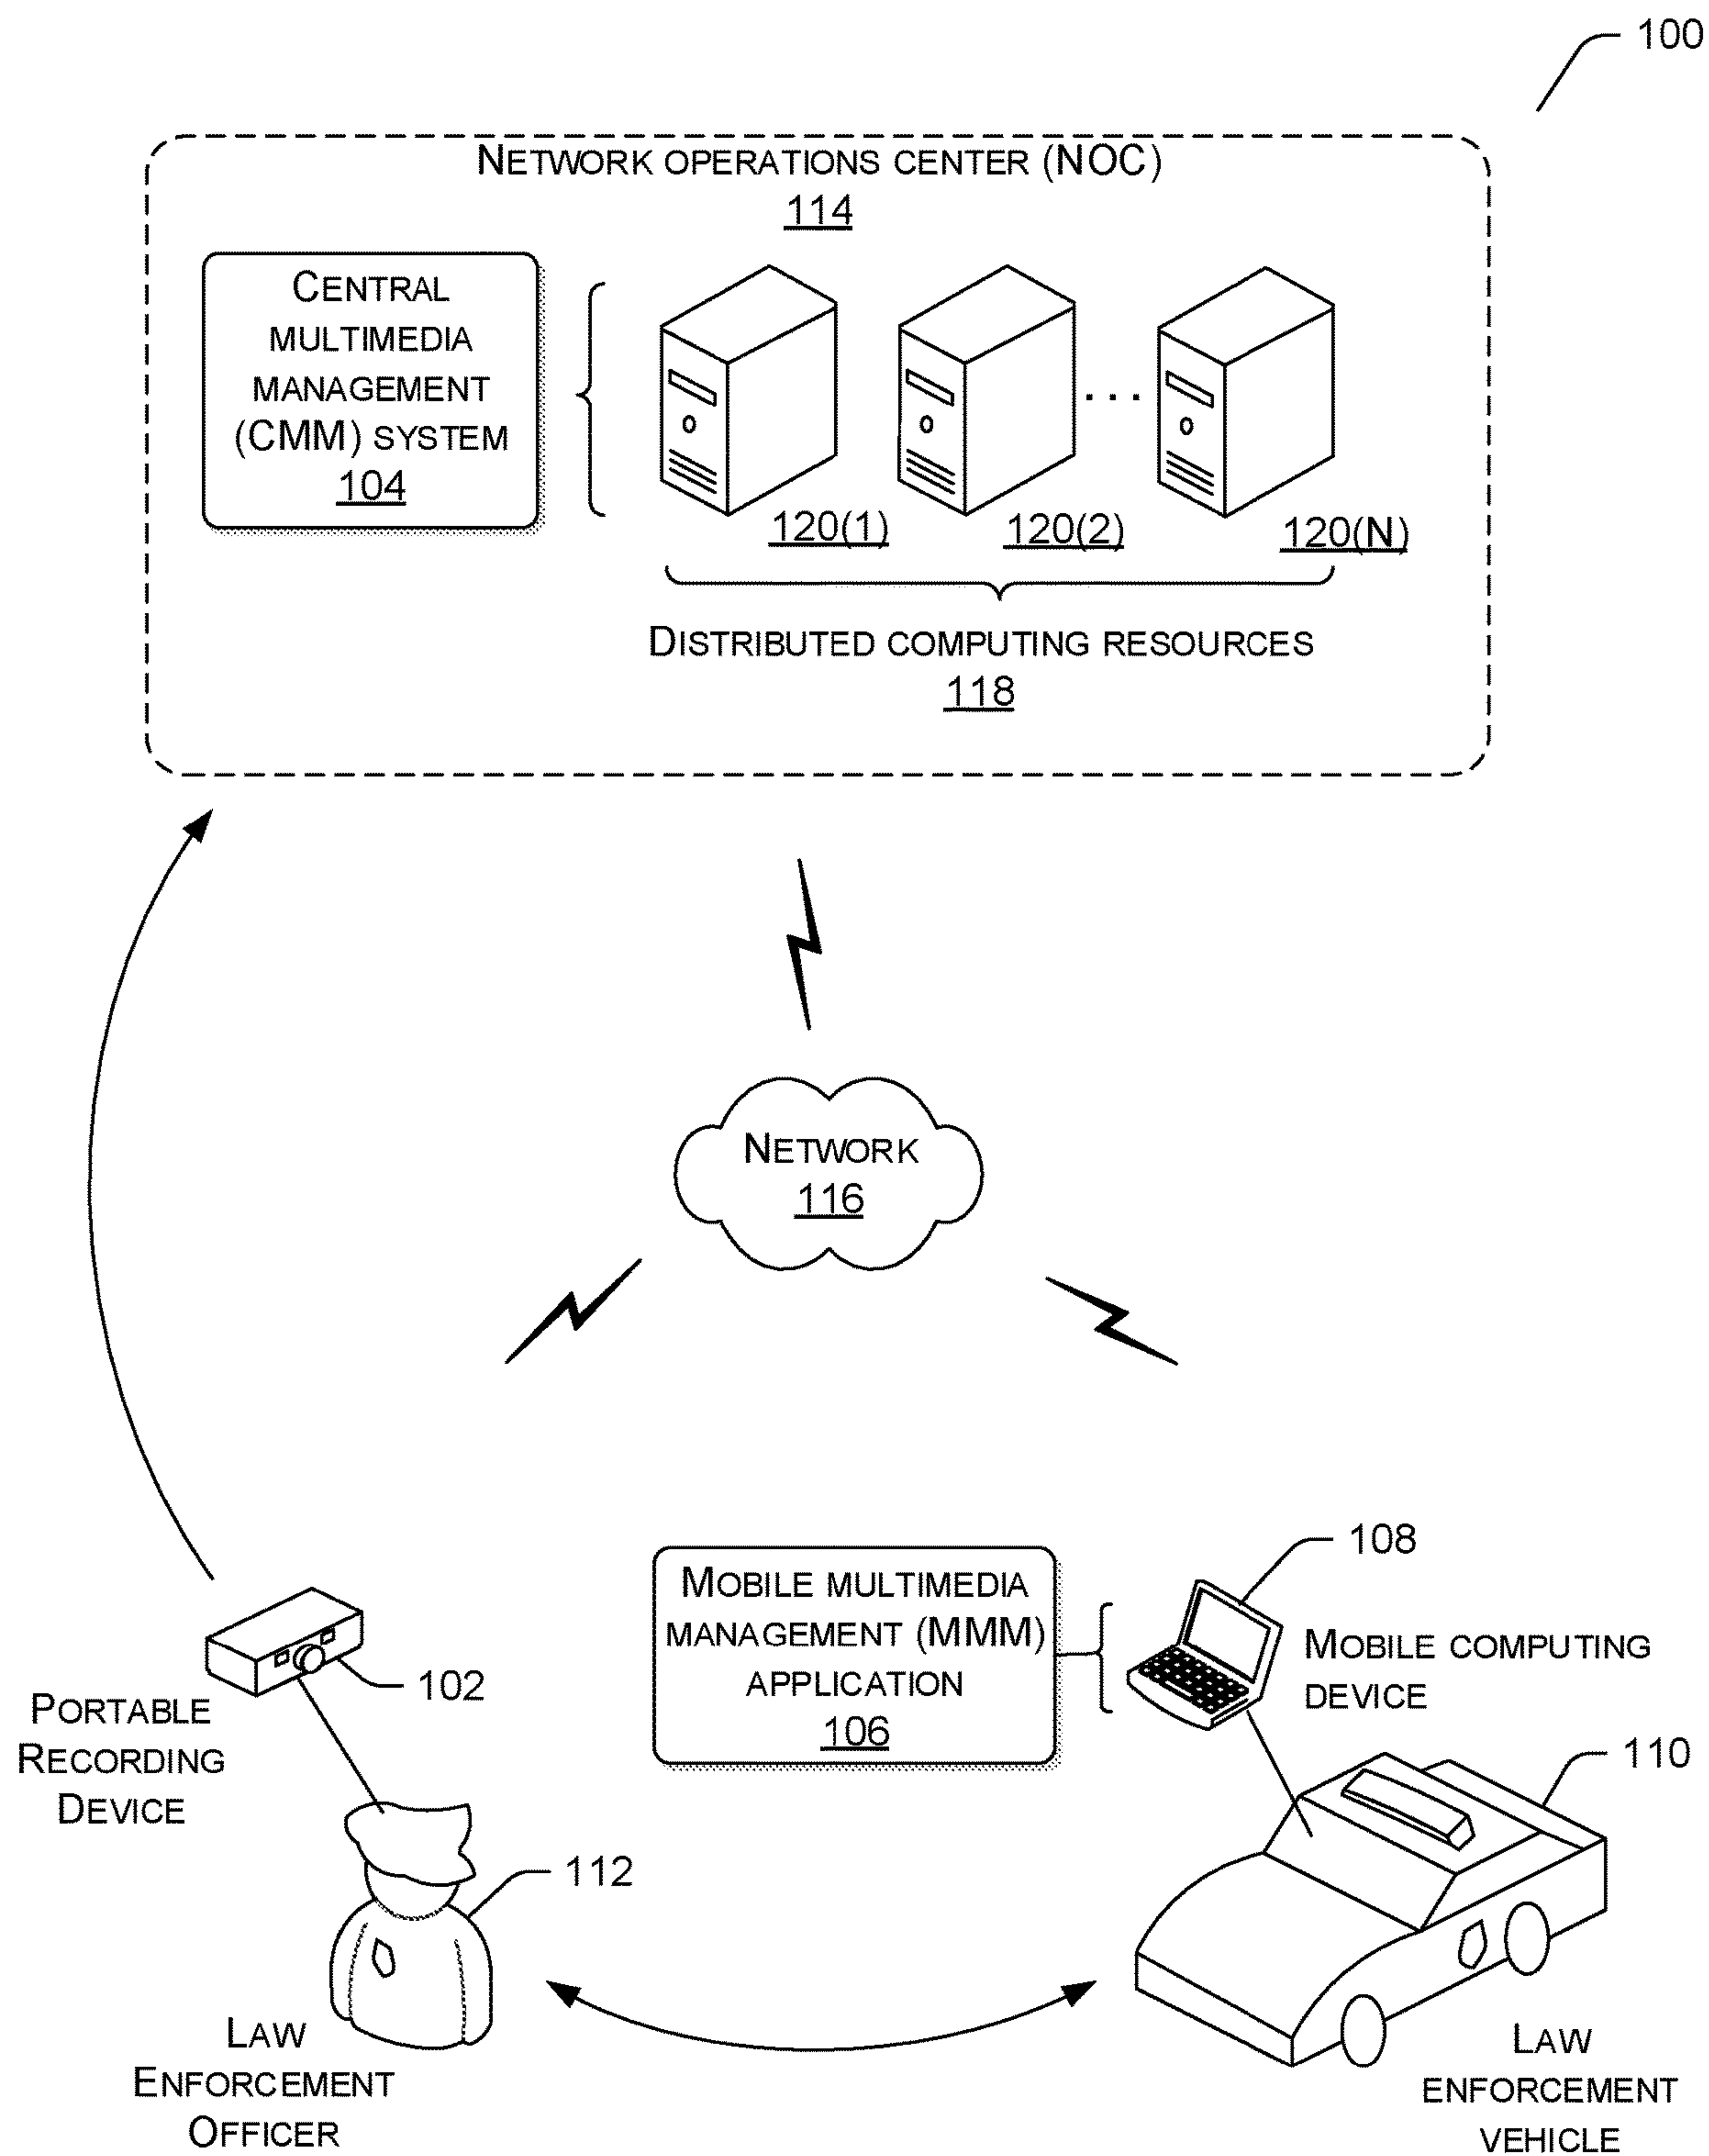 100
NETWORK OPERATIONS CENTER (NOC)
114
CENTRAL
MULTIMEDIA
MANAGEMENT
(CMM) SYSTEM
104
120(1)
120(2)
...
120(N)
DISTRIBUTED COMPUTING RESOURCES
118
NETWORK
116
108
MOBILE MULTIMEDIA
MANAGEMENT (MMM)
APPLICATION
106
MOBILE COMPUTING
DEVICE
102
PORTABLE
RECORDING
DEVICE
110
112
LAW
ENFORCEMENT
OFFICER
LAW
ENFORCEMENT
VEHICLE